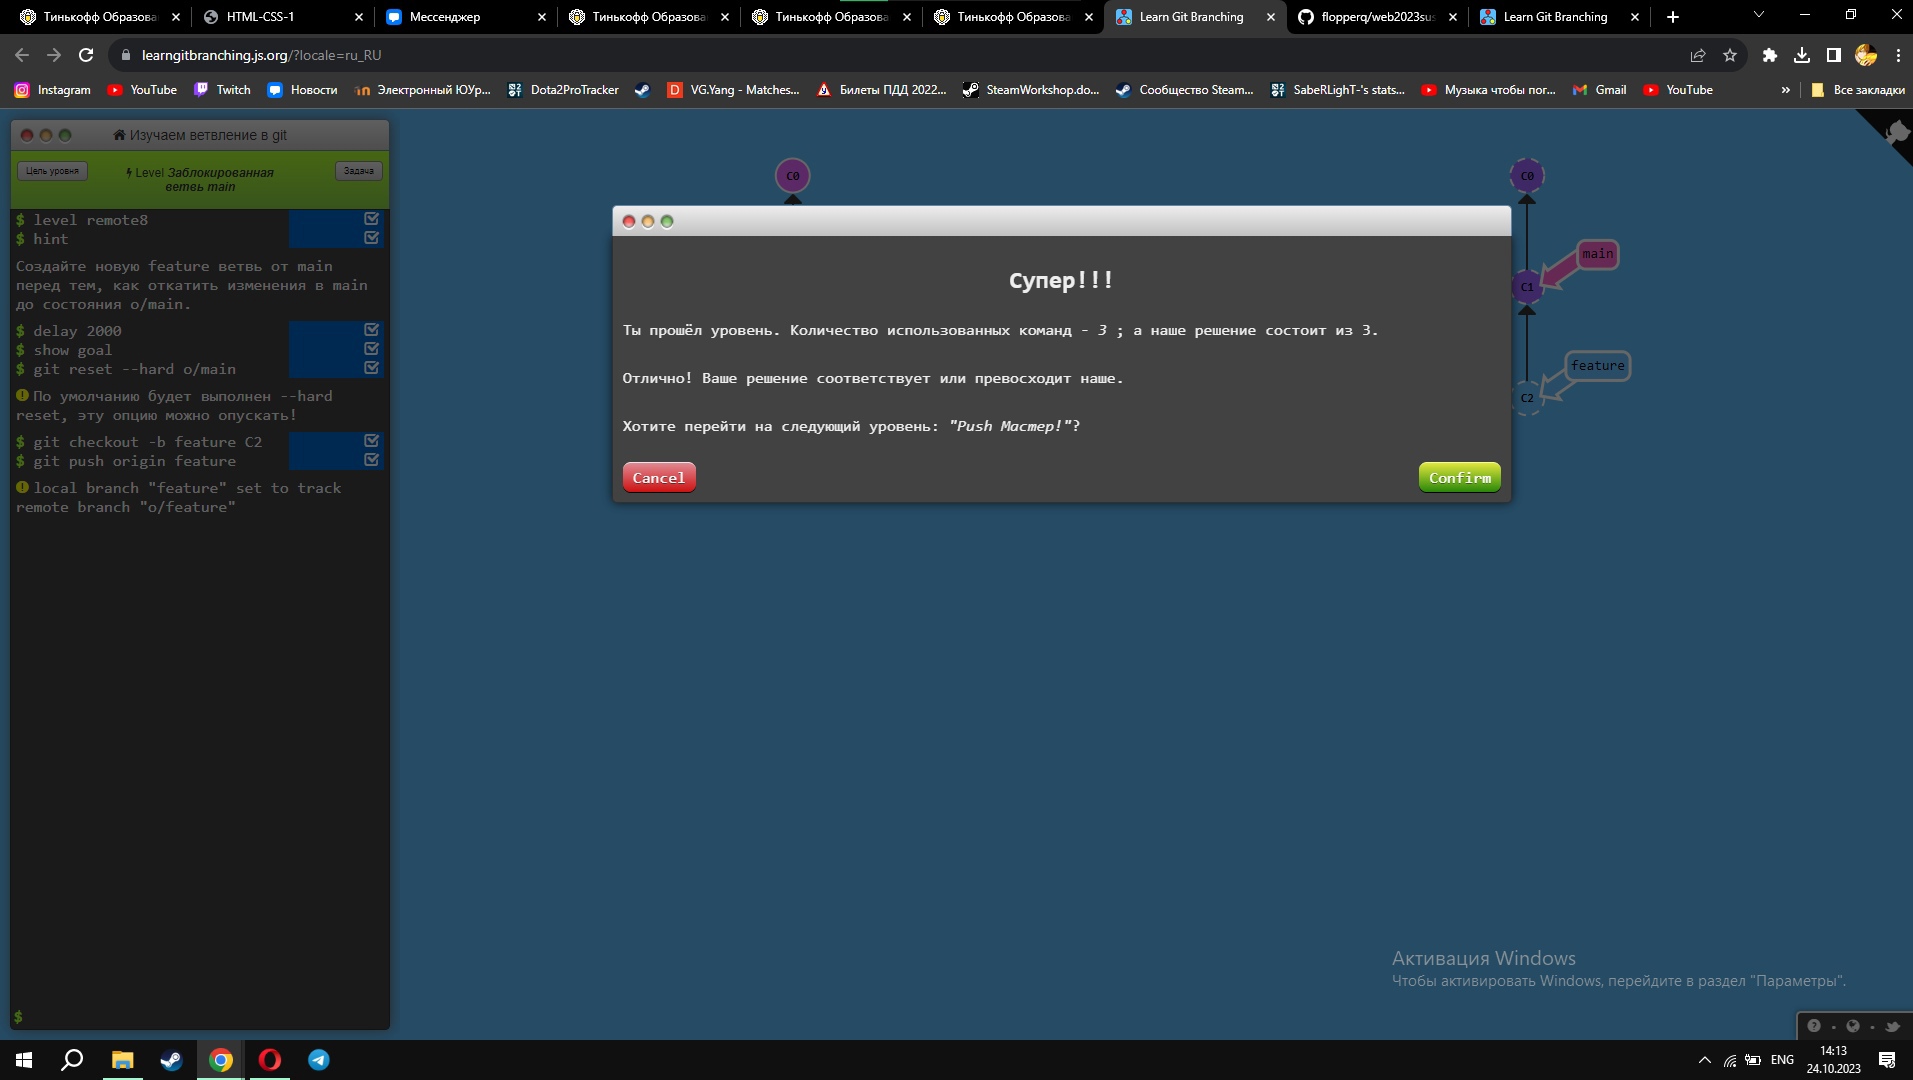 Тинькофф Образова
HTML-CSS-1
Мессенджер
Тинькофф Образова
Тинькофф Образова
Тинькофф Образова
Learn Git Branching
flopperq/web2023sus
Learn Git Branching
learngitbranching.js.org/?locale=ru_RU
Instagram
YouTube
Twitch
Новости
Электронный ЮУр...
Dota2ProTracker
VG.Yang - Matches...
Билеты ПДД 2022...
SteamWorkshop.do...
Сообщество Steam...
SabeRLighT-'s stats...
Музыка чтобы пог...
Gmail
YouTube
»
Все закладки
Изучаем ветвление в git
Цель уровня
Level Заблокированная
ветвь main
Задача
$ level remote8
$ hint
Создайте новую feature ветвь от main
перед тем, как откатить изменения в main
до состояния o/main.
$ delay 2000
$ show goal
$ git reset --hard o/main
По умолчанию будет выполнен --hard
reset, эту опцию можно опускать!
$ git checkout -b feature C2
$ git push origin feature
local branch "feature" set to track
remote branch "o/feature"
$
C0
C0
main
C1
feature
C2
Супер!!!
Ты прошёл уровень. Количество использованных команд - 3 ; а наше решение состоит из 3.
Отлично! Ваше решение соответствует или превосходит наше.
Хотите перейти на следующий уровень: "Push Мастер!"?
Cancel
Confirm
Активация Windows
Чтобы активировать Windows, перейдите в раздел "Параметры".
ENG
14:13
24.10.2023